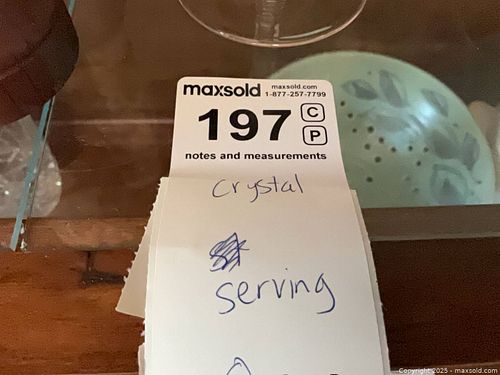 maxsold
maxsold.com
1-877-257-7799
197
C
P
notes and measurements
crystal
serving
Copyright 2025 - maxsold.com